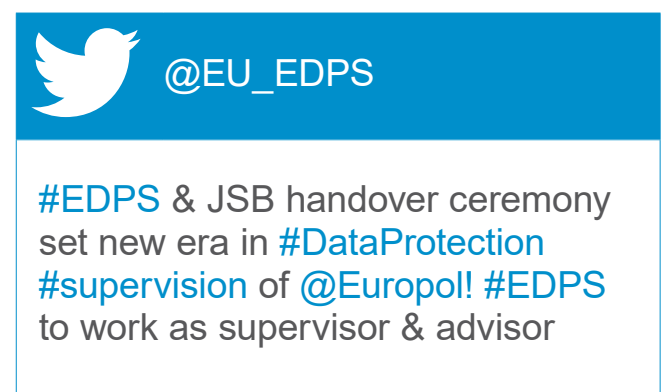 @EU_EDPS
#EDPS & JSB handover ceremony
set new era in #DataProtection
#supervision of @Europol! #EDPS
to work as supervisor & advisor